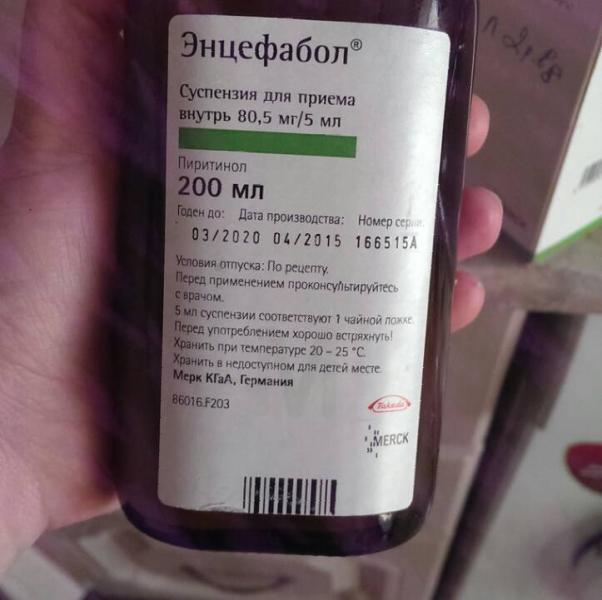 Энцефабол®
Суспензия для приема
внутрь 80,5 мг/5 мл
Пиритинол
200 мл
Годен до: Дата производства: Номер серии:
03/2020 04/2015 166515A
Условия отпуска: По рецепту.
Перед применением проконсультируйтесь
с врачом.
5 мл суспензии соответствуют 1 чайной ложке.
Перед употреблением хорошо встряхнуть!
Хранить при температуре 20 – 25 °C.
Хранить в недоступном для детей месте.
Мерк КГаА, Германия
86016.F203
Takeda
MERCK